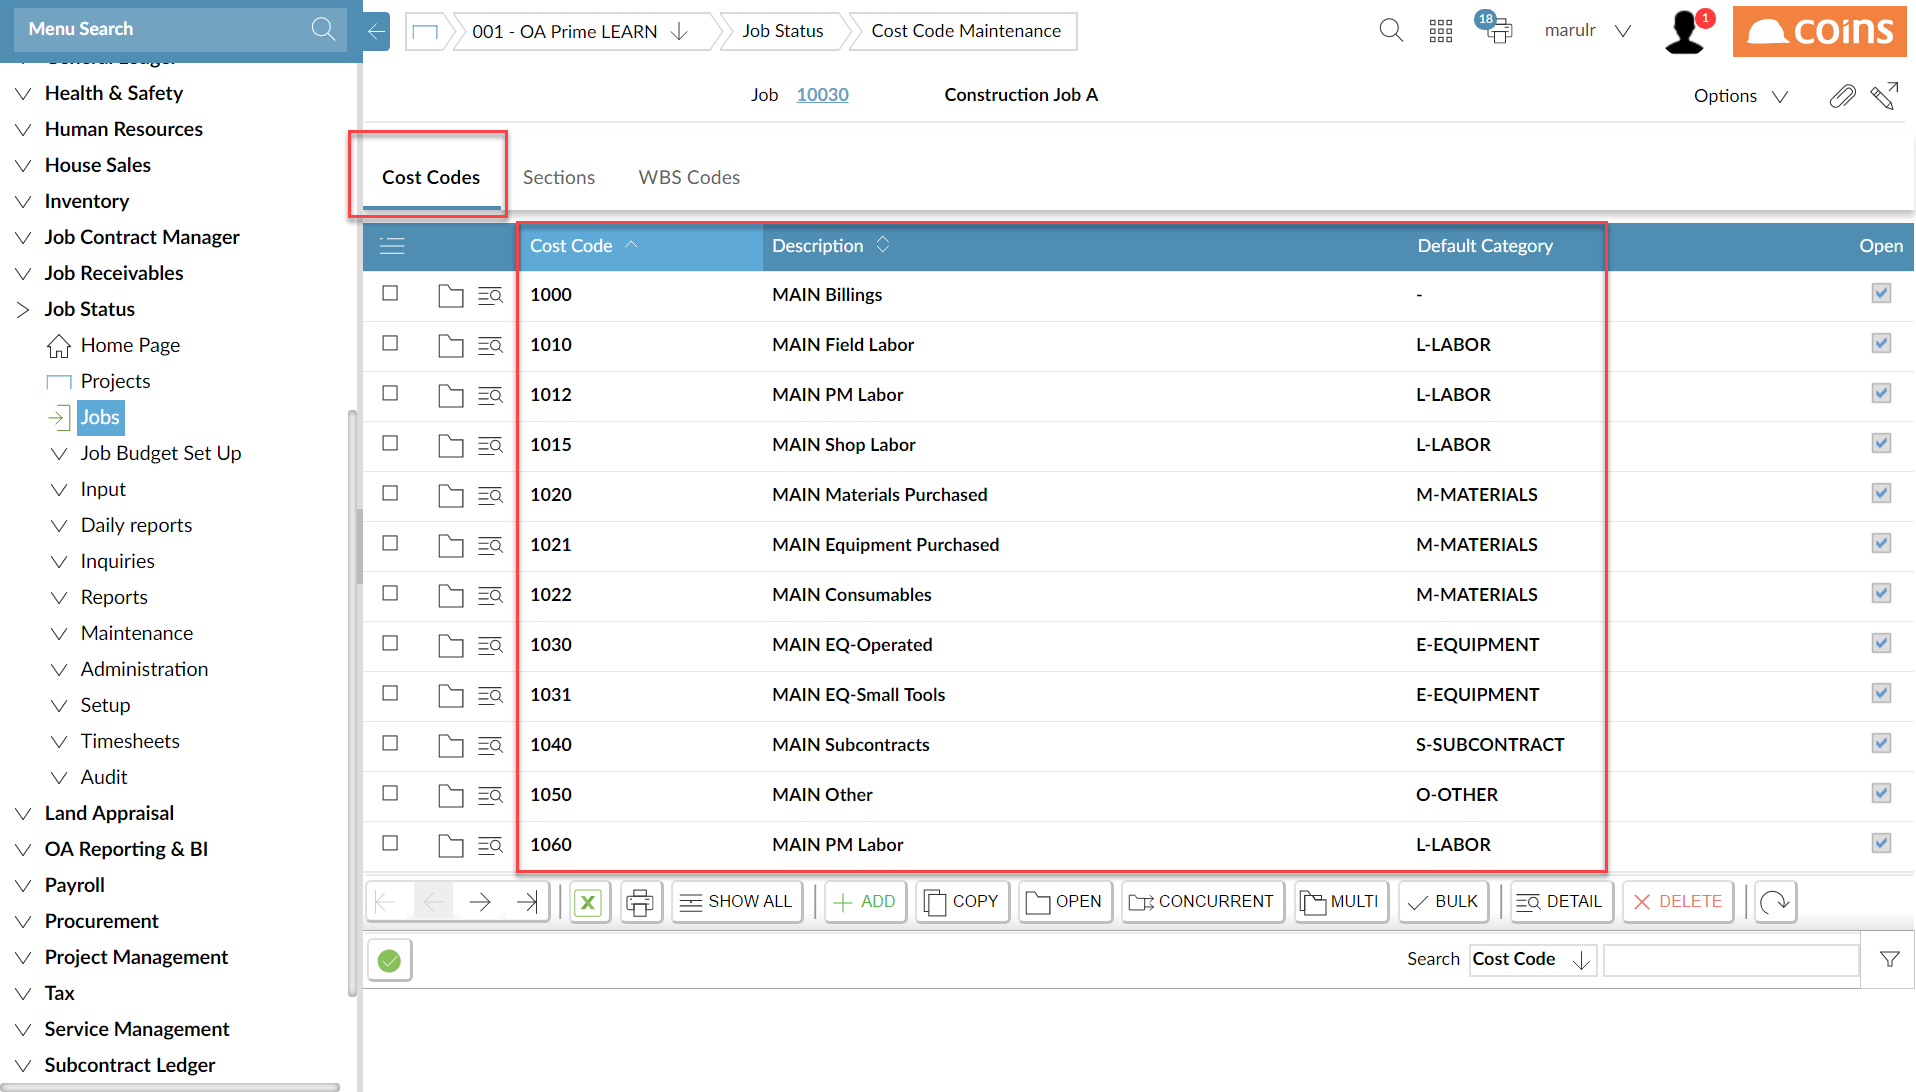 Menu Search
001 - OA Prime LEARN
Job Status
Cost Code Maintenance
18
marulr
1
coins
Job 10030 Construction Job A
Options
Health & Safety
Human Resources
House Sales
Inventory
Job Contract Manager
Job Receivables
Job Status
Home Page
Projects
Jobs
Job Budget Set Up
Input
Daily reports
Inquiries
Reports
Maintenance
Administration
Setup
Timesheets
Audit
Land Appraisal
OA Reporting & BI
Payroll
Procurement
Project Management
Tax
Service Management
Subcontract Ledger
Cost Codes Sections WBS Codes
Cost Code Description Default Category Open
1000 MAIN Billings -
1010 MAIN Field Labor L-LABOR
1012 MAIN PM Labor L-LABOR
1015 MAIN Shop Labor L-LABOR
1020 MAIN Materials Purchased M-MATERIALS
1021 MAIN Equipment Purchased M-MATERIALS
1022 MAIN Consumables M-MATERIALS
1030 MAIN EQ-Operated E-EQUIPMENT
1031 MAIN EQ-Small Tools E-EQUIPMENT
1040 MAIN Subcontracts S-SUBCONTRACT
1050 MAIN Other O-OTHER
1060 MAIN PM Labor L-LABOR
X SHOW ALL ADD COPY OPEN CONCURRENT MULTI BULK DETAIL DELETE
Search Cost Code